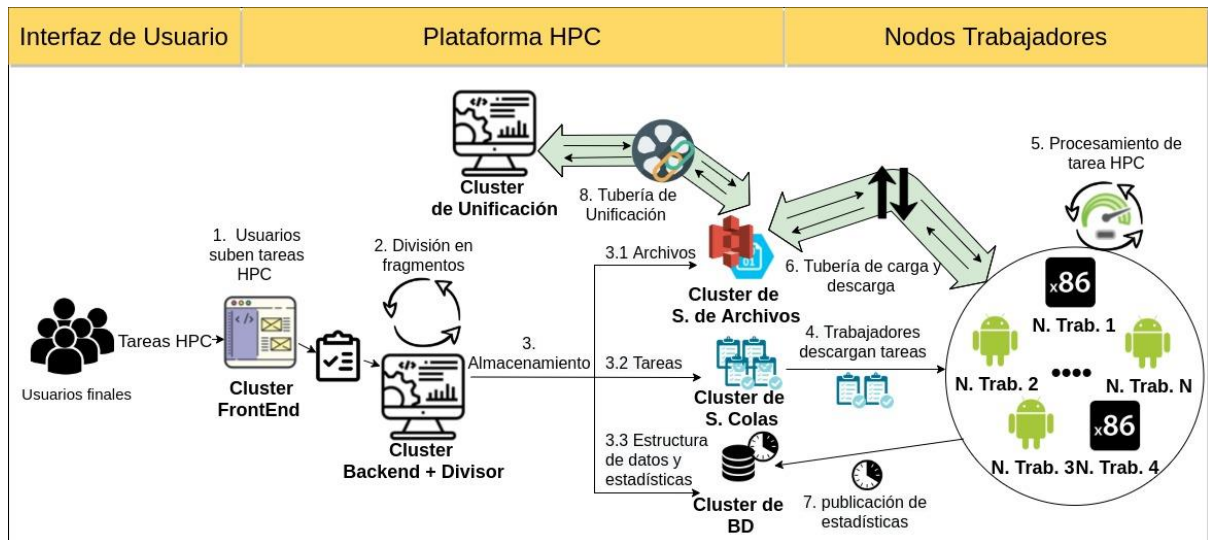 Interfaz de Usuario
Plataforma HPC
Nodos Trabajadores
Cluster
de Unificación
8. Tubería de
Unificación
5. Procesamiento de
tarea HPC
1. Usuarios
suben tareas
HPC
2. División en
fragmentos
3.1 Archivos
01
Cluster de
S. de Archivos
6. Tubería de carga y
descarga
x86
N. Trab. 1
Tareas HPC
Usuarios finales
Cluster
FrontEnd
Cluster
Backend + Divisor
3.
Almacenamiento
3.2 Tareas
Cluster de
S. Colas
4. Trabajadores
descargan tareas
N. Trab. 2
N. Trab. N
x86
N. Trab. 3
N. Trab. 4
3.3 Estructura
de datos y
estadísticas
Cluster de
BD
7. publicación de
estadísticas